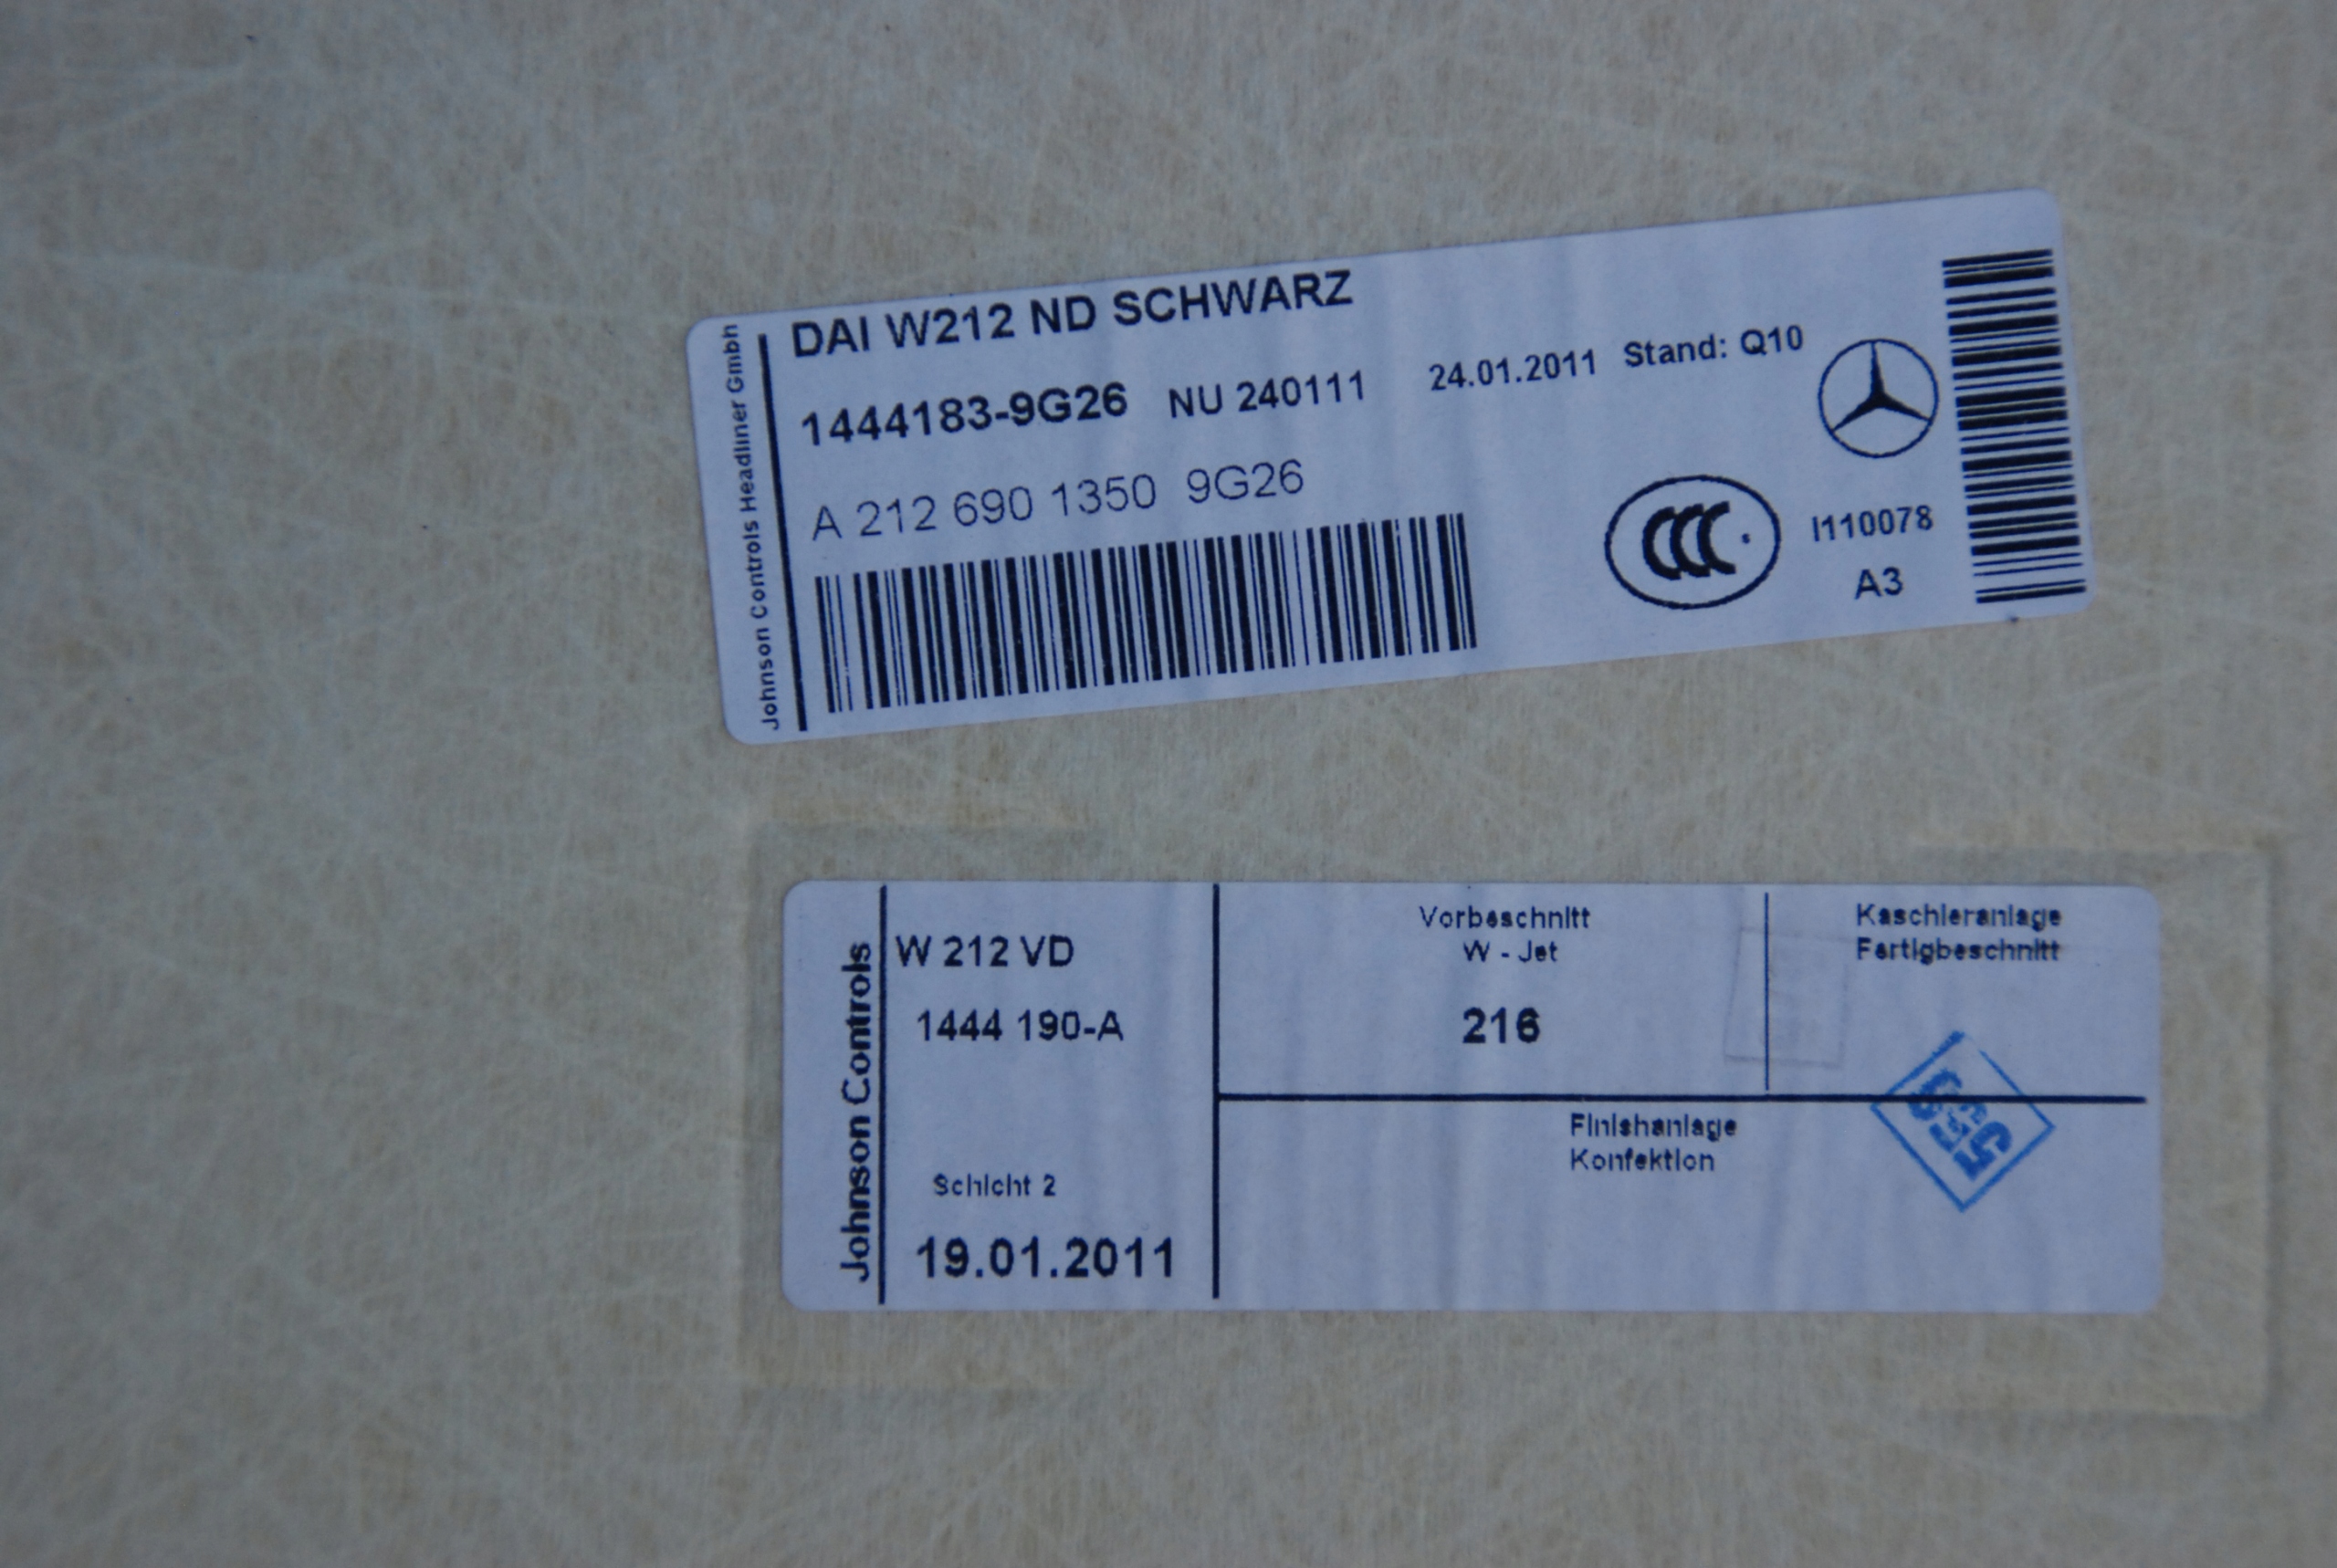 Johnson Controls Headliner Gmbh
DAI W212 ND SCHWARZ
1444183-9G26 NU 240111 24.01.2011 Stand: Q10
A 212 690 1350 9G26
CCC
I110078
A3
Johnson Controls
W 212 VD
1444 190-A
Schicht 2
19.01.2011
Vorbeschnitt
W - Jet
216
Kaschieranlage
Fertigbeschnitt
Finishanlage
Konfektion